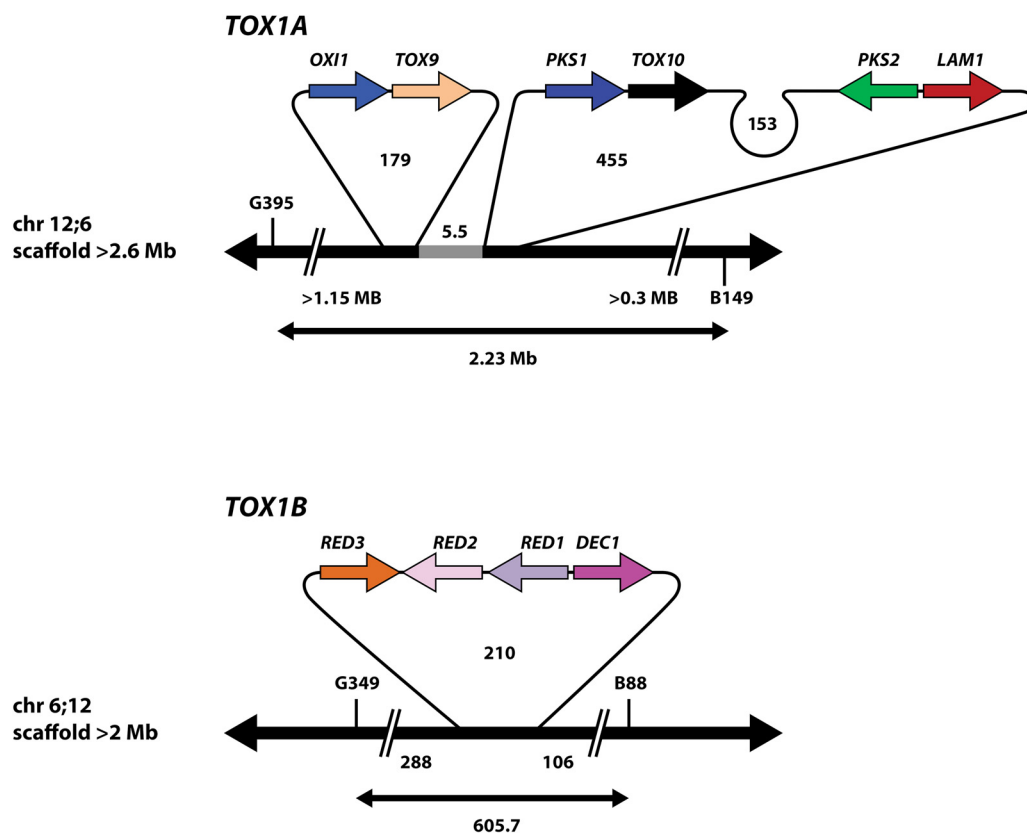 TOX1A
OXI1 TOX9 PKS1 TOX10 PKS2 LAM1
153
179 455
G395
5.5
chr 12;6
scaffold >2.6 Mb
>1.15 MB >0.3 MB B149
2.23 Mb
TOX1B
RED3 RED2 RED1 DEC1
210
G349 B88
chr 6;12
scaffold >2 Mb
288 106
605.7